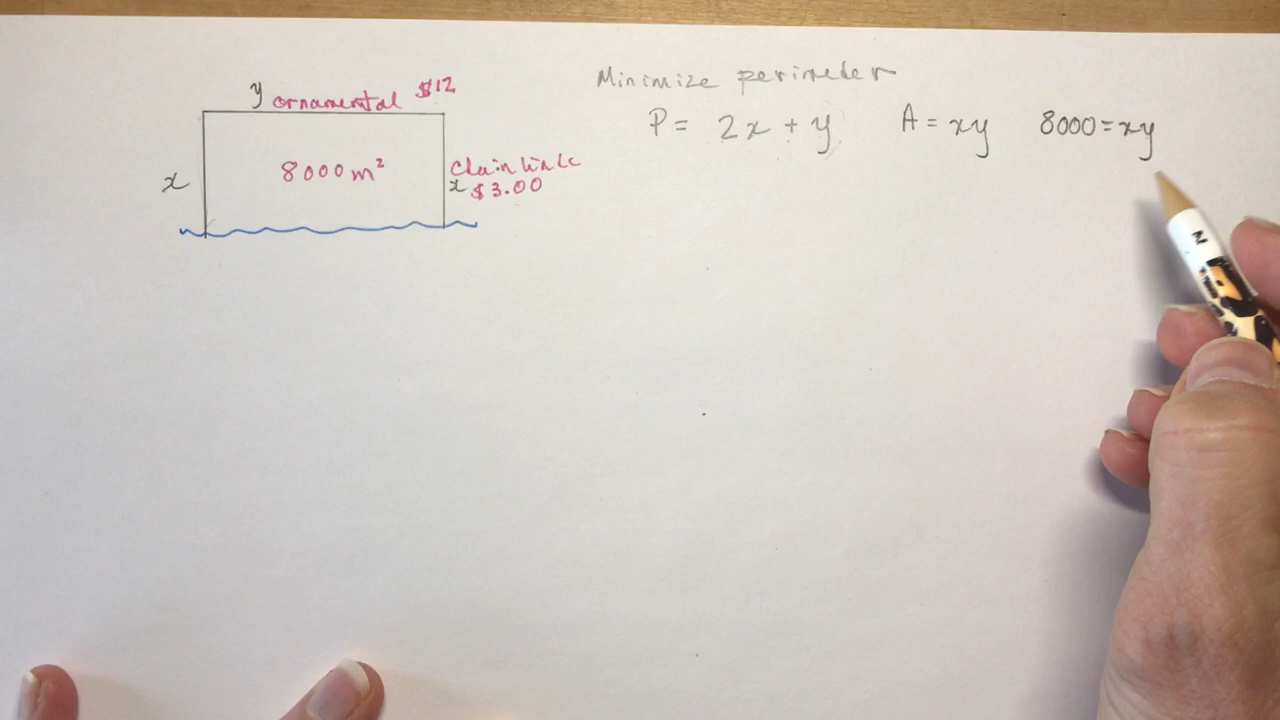 y ornamental $12
Minimize perimeter
P = 2x + y A = xy 8000 = xy
8000 m²
x
Chain link
x $3.00
N